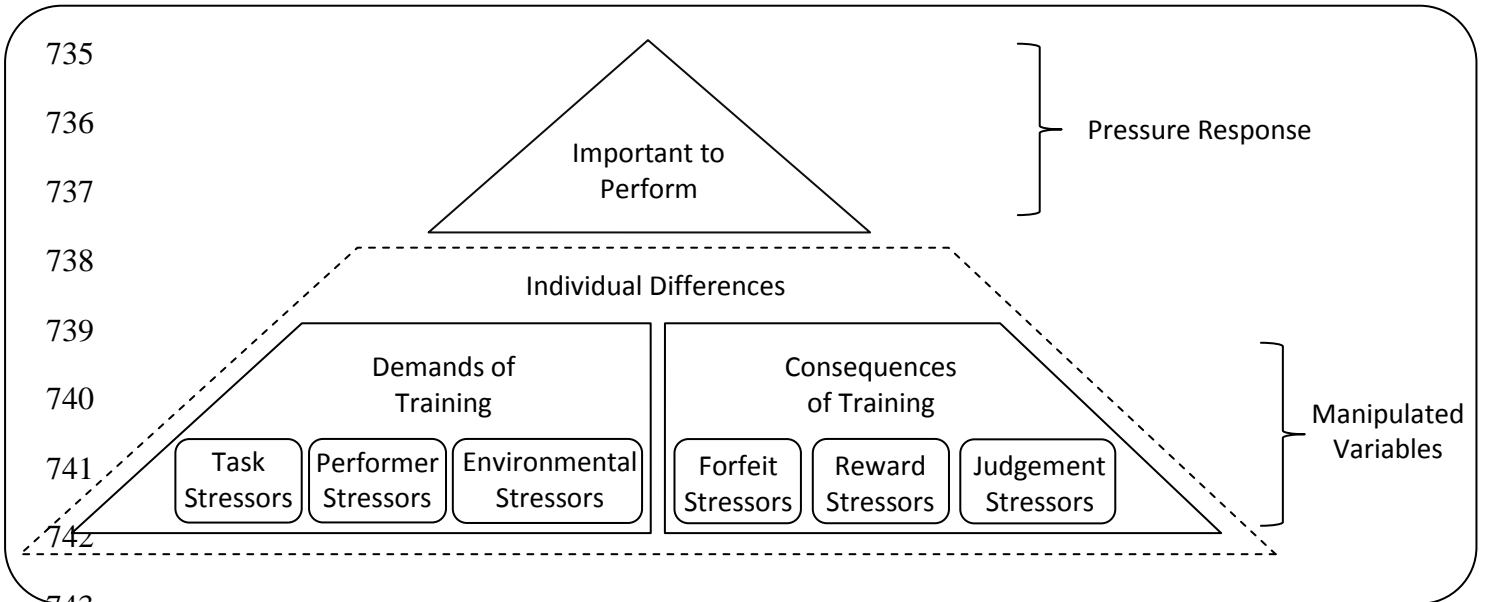 735
736
Pressure Response
Important to
737
Perform
738
Individual Differences
739
Demands of
Training
Consequences
of Training
740
Manipulated
Variables
741
Task
Stressors
Performer
Stressors
Environmental
Stressors
Forfeit
Stressors
Reward
Stressors
Judgement
Stressors
742
743